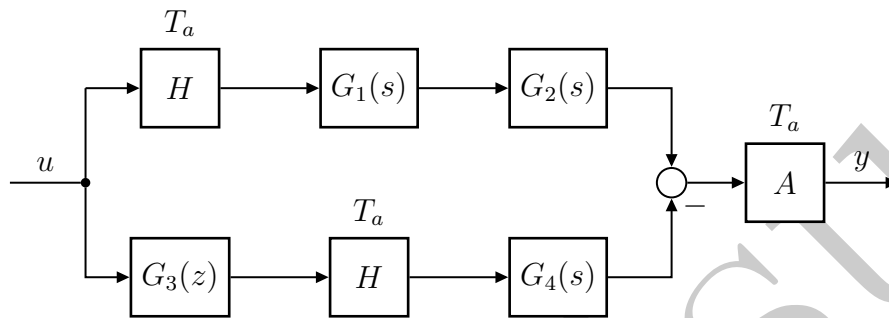 T_a
H
G_1(s)
G_2(s)
u
T_a
A
y
−
G_3(z)
T_a
H
G_4(s)